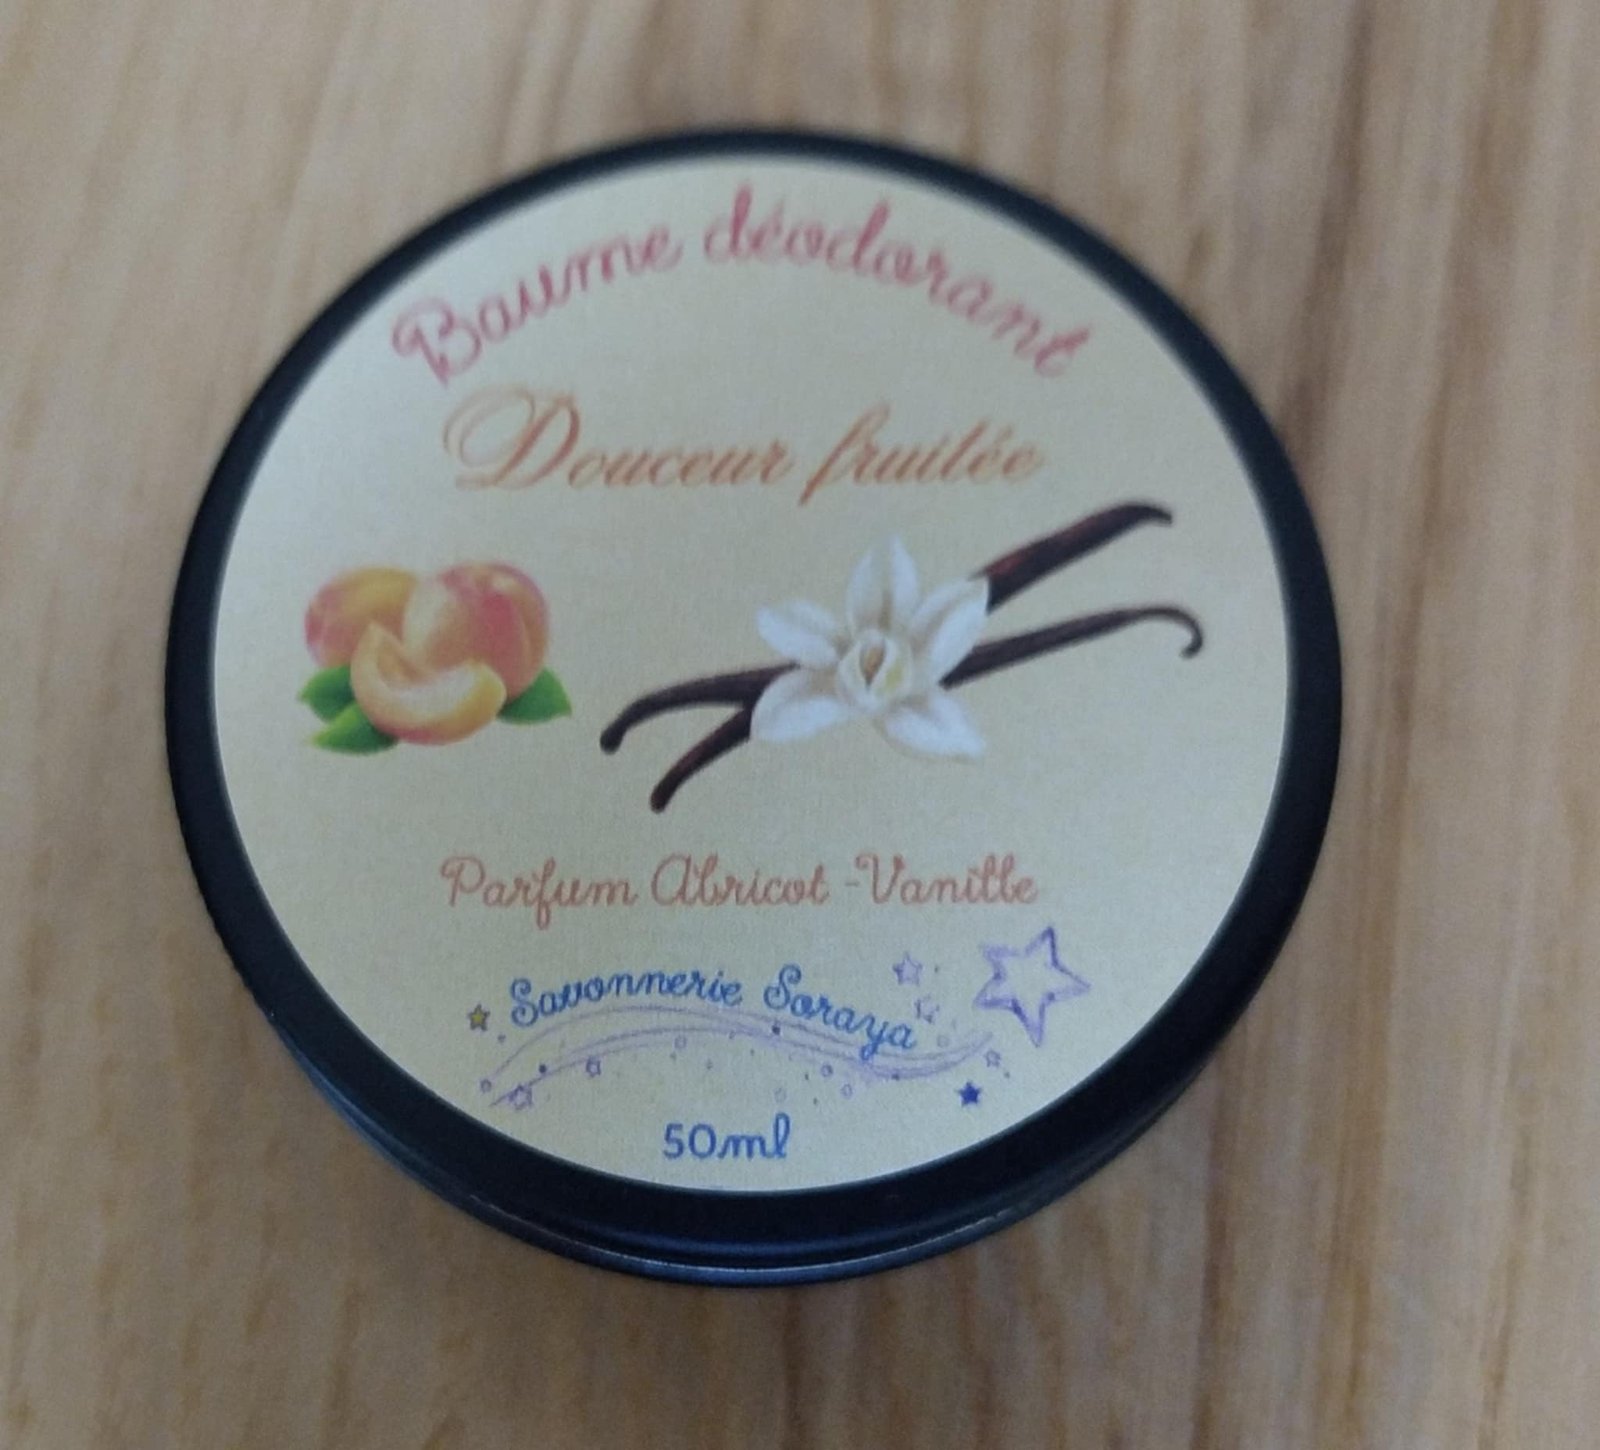 Baume déodorant
Douceur fruitée
Parfum Abricot -Vanille
Savonnerie Soraya
50ml